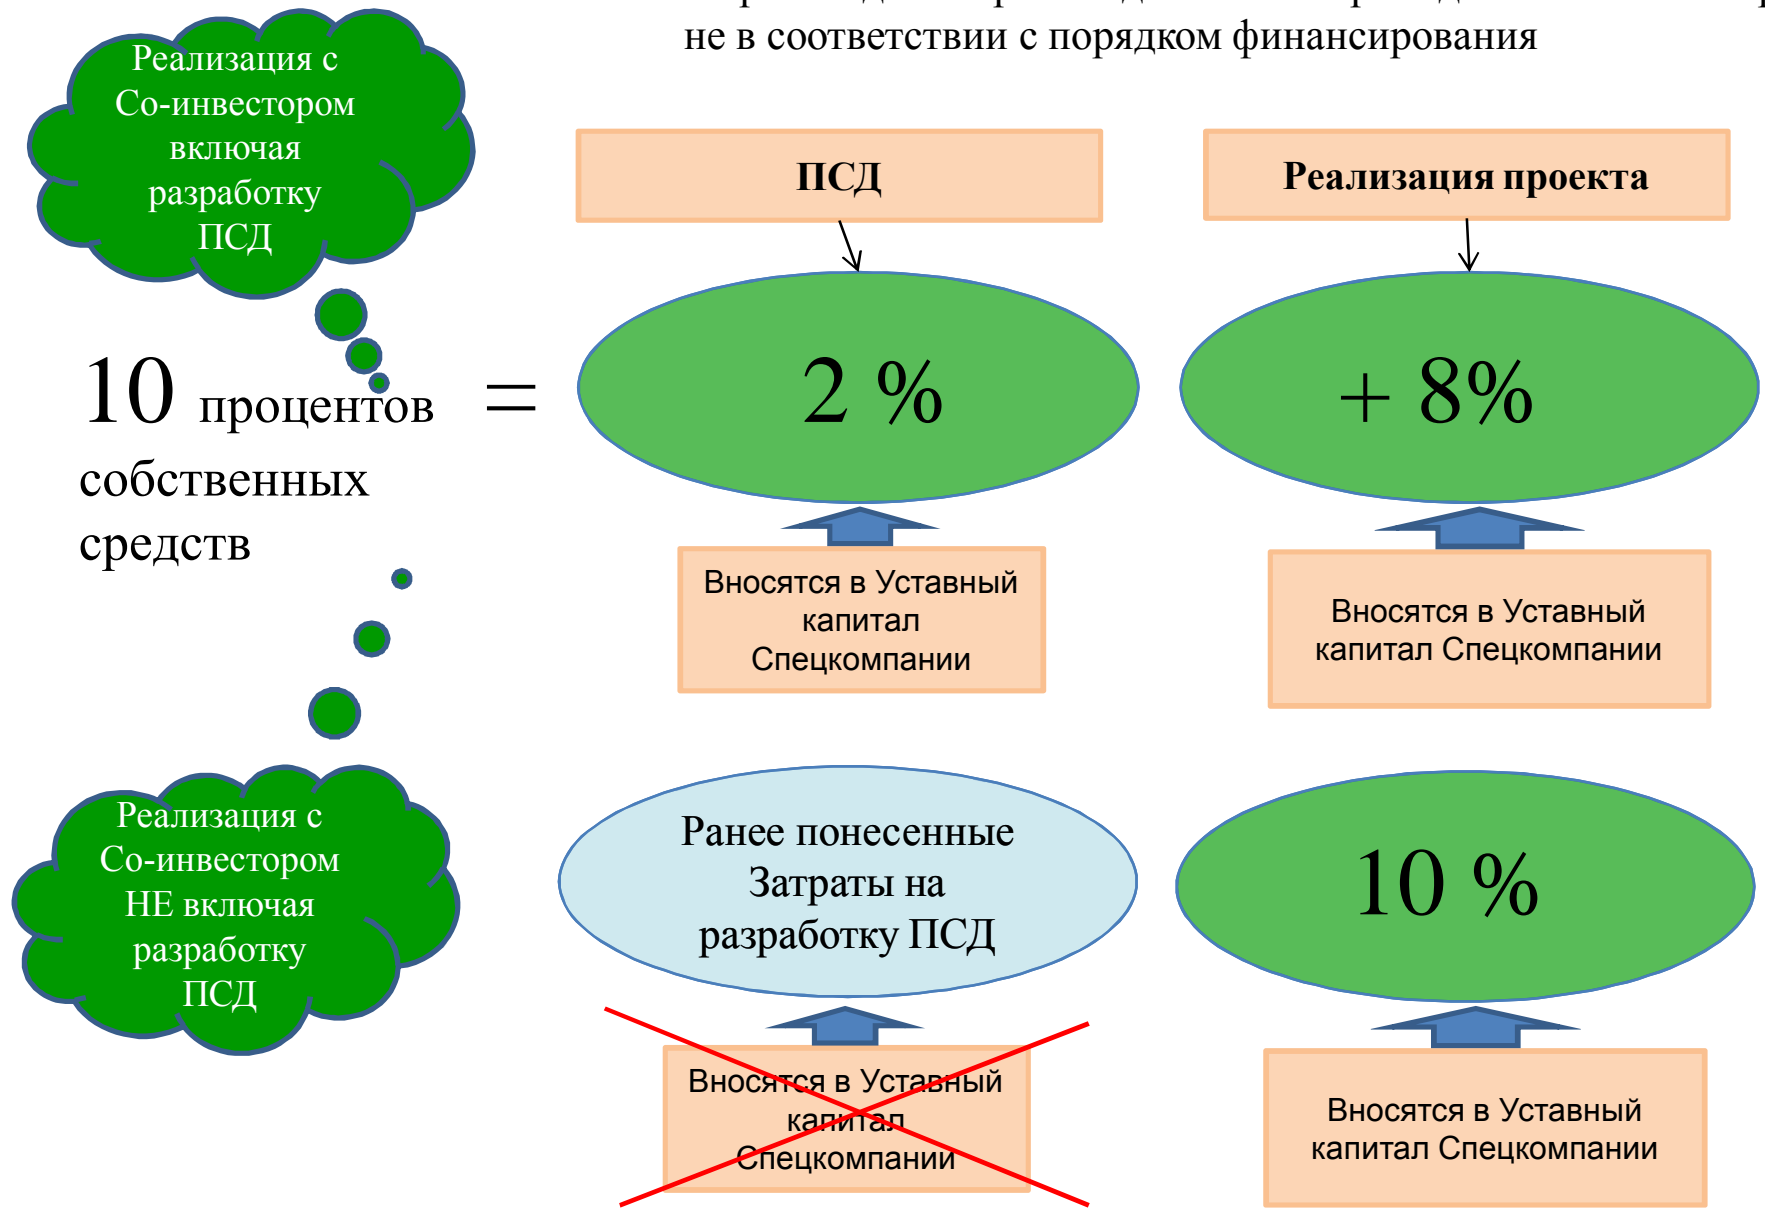 не в соответствии с порядком финансирования
Реализация с
Со-инвестором
включая
разработку
ПСД
ПСД
Реализация проекта
10 процентов
собственных
средств
=
2 %
+ 8%
Вносятся в Уставный
капитал
Спецкомпании
Вносятся в Уставный
капитал Спецкомпании
Реализация с
Со-инвестором
НЕ включая
разработку
ПСД
Ранее понесенные
Затраты на
разработку ПСД
10 %
Вносятся в Уставный
капитал
Спецкомпании
Вносятся в Уставный
капитал Спецкомпании